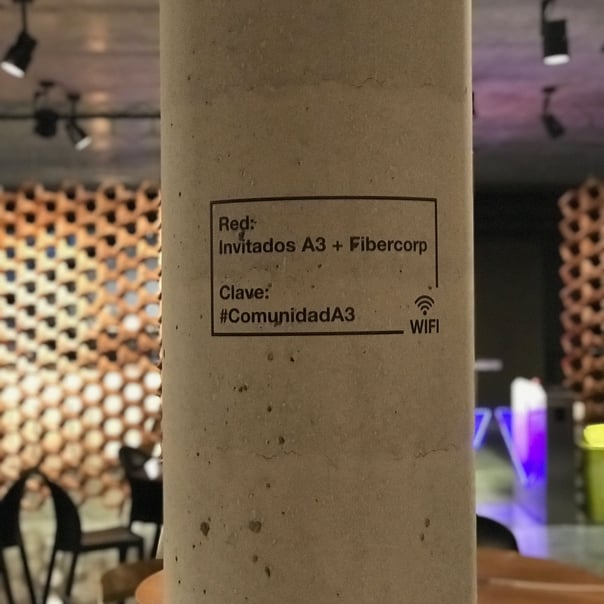 Red:
Invitados A3 + Fibercorp
Clave:
#ComunidadA3
WIFI